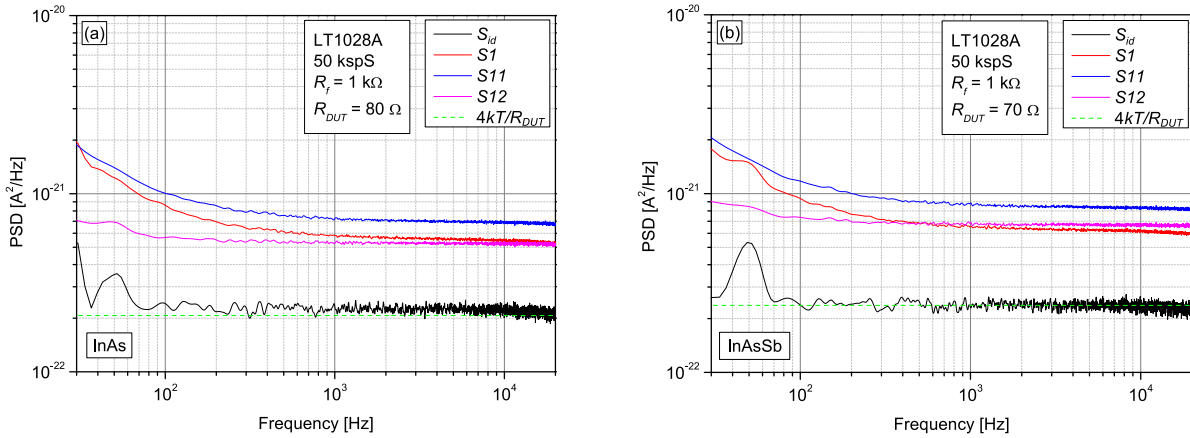 (a)
LT1028A
50 kspS
R_f = 1 kΩ
R_DUT = 80 Ω
S_id
S1
S11
S12
4kT/R_DUT
10^-20
10^-21
10^-22
PSD [A²/Hz]
InAs
10^2
10^3
10^4
Frequency [Hz]
(b)
LT1028A
50 kspS
R_f = 1 kΩ
R_DUT = 70 Ω
S_id
S1
S11
S12
4kT/R_DUT
10^-20
10^-21
10^-22
PSD [A²/Hz]
InAsSb
10^2
10^3
10^4
Frequency [Hz]